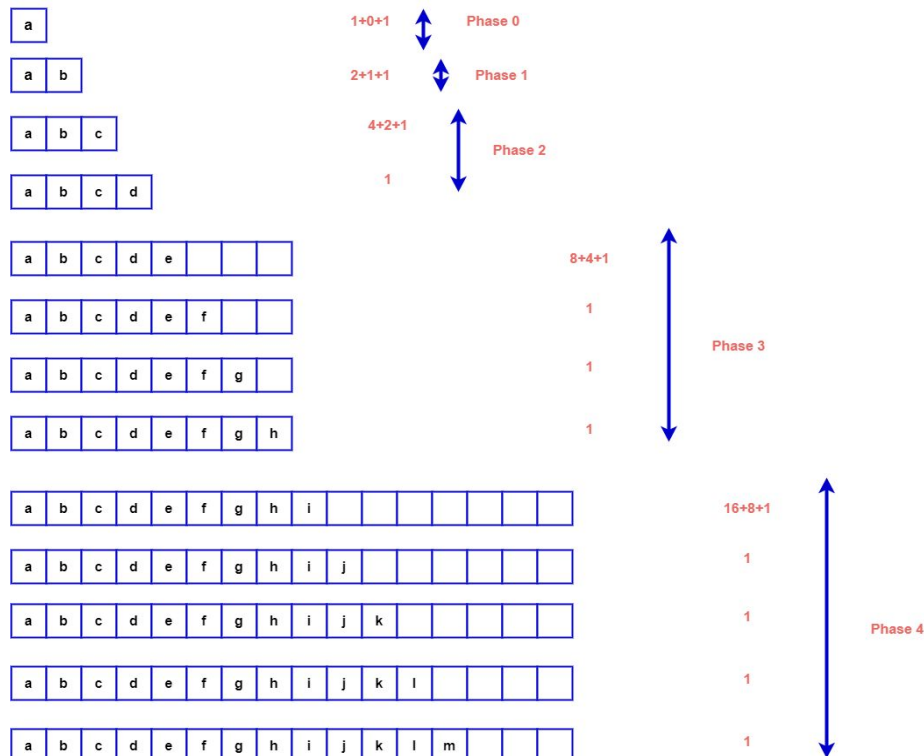 a 1+0+1 Phase 0
a b 2+1+1 Phase 1
a b c 4+2+1
Phase 2
a b c d 1
a b c d e 8+4+1
a b c d e f 1
Phase 3
a b c d e f g 1
a b c d e f g h 1
a b c d e f g h i 16+8+1
a b c d e f g h i j 1
a b c d e f g h i j k 1
Phase 4
a b c d e f g h i j k l 1
a b c d e f g h i j k l m 1